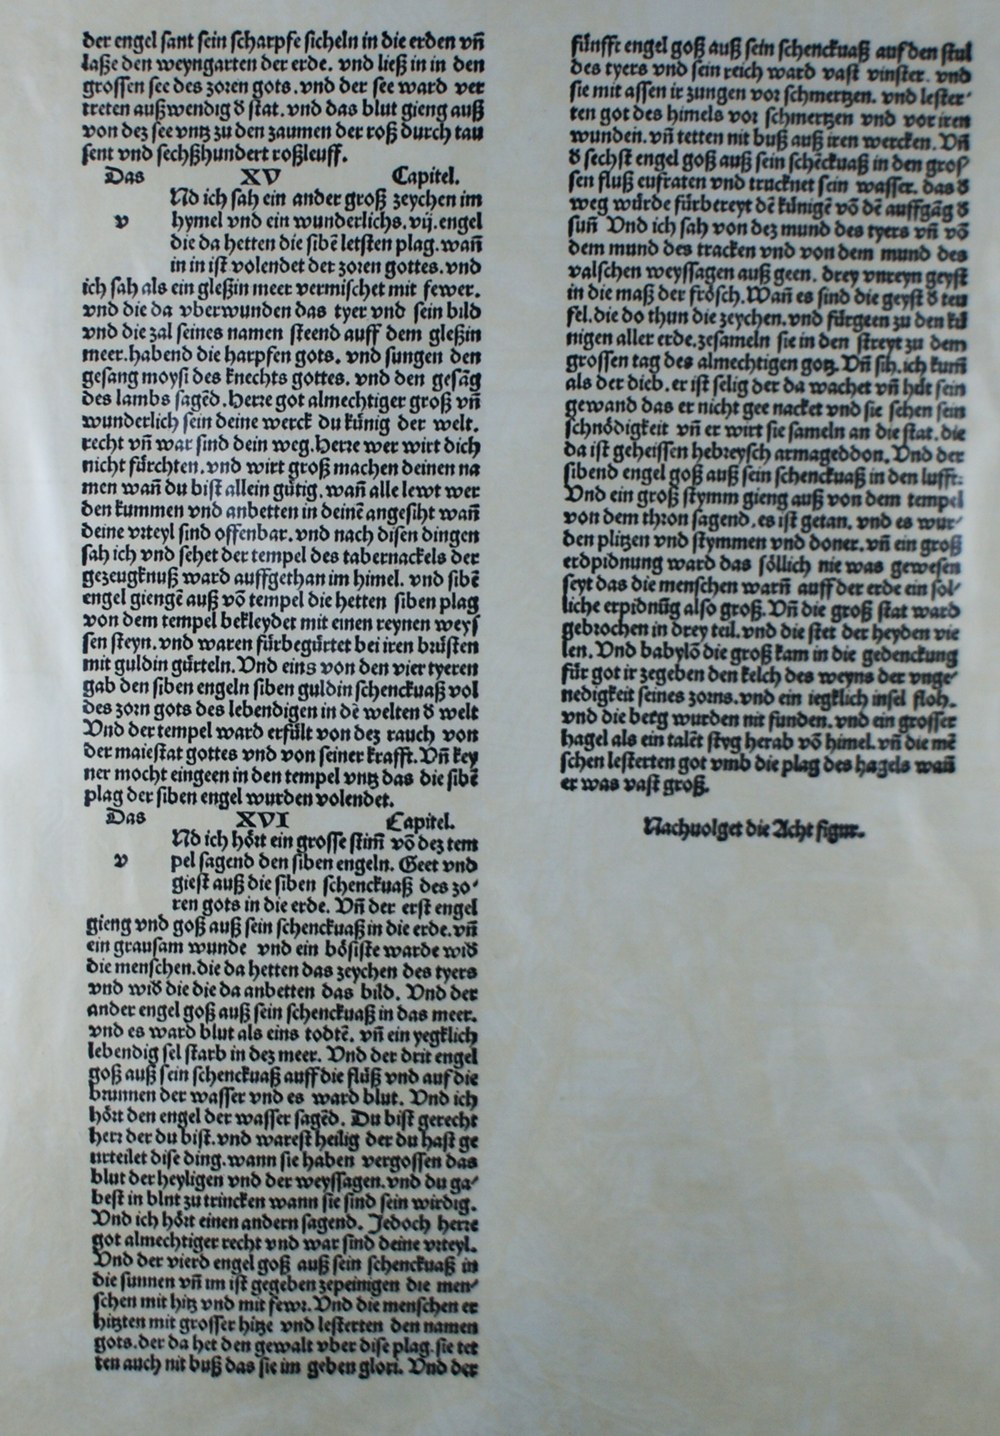 der engel sant sein scharpfe sicheln in die erden vñ
laße den weyngarten der erde. vnd ließ in in den
grossen see des zoren gots. vnd der see ward ver
treten außwendig d̕ stat. vnd das blut gieng auß
von dez see vntz zu den zaumen der roß durch tau
sent vnd sechßhundert roßleuff.
Das XV Capitel.
Nd ich sah ein ander groß zeychen im
v hymel vnd ein wunderlichs. vij. engel
die da hetten die sibē letsten plag. wañ
in in ist volendet der zoren gottes. vnd
ich sah als ein gleßin meer vermischet mit fewer.
vnd die da vberwunden das tyer vnd sein bild
vnd die zal seines namen steend auff dem gleßin
meer. habend die harpfen gots. vnd sungen den
gesang moysi des knechts gottes. vnd den gesāg
des lambs sagēd. Herre got almechtiger groß vñ
wunderlich sein deine werck du künig der welt.
recht vñ war sind dein weg. Herre wer wirt dich
nicht fürchten. vnd wirt groß machen deinen na
men wañ du bist allein gütig. wañ alle lewt wer
den kummen vnd anbetten in deinē angesiht wañ
deine vrteyl sind offenbar. vnd nach disen dingen
sah ich vnd sehet der tempel des tabernackels der
gezeugknuß ward auffgethan im himel. vnd sibē
engel giengē auß vō tempel die hetten siben plag
von dem tempel bekleydet mit einen reynen weys
sen steyn. vnd waren fürbegürtet bei iren brüsten
mit guldin gürteln. Vnd eins von den vier tyeren
gab den siben engeln siben guldin schenckuaß vol
des zorn gots des lebendigen in dē welten d̕ welt
Vnd der tempel ward erfült von dez rauch von
der maiestat gottes vnd von seiner krafft. Vñ key
ner mocht eingeen in den tempel vntz das die sibē
plag der siben engel wurden volendet.
Das XVI Capitel.
Nd ich hört ein grosse stim̄ vō dez tem
v pel sagend den siben engeln. Geet vnd
giest auß die siben schenckuaß des zo⸗
ren gots in die erde. Vñ der erst engel
gieng vnd goß auß sein schenckuaß in die erde. vñ
ein grausam wunde vnd ein bösiste warde wid̕
die menschen. die da hetten das zeychen des tyers
vnd wid̕ die die da anbetten das bild. Vnd der
ander engel goß auß sein schenckuaß in das meer.
vnd es ward blut als eins todtē. vñ ein yegklich
lebendig sel starb in dez meer. Vnd der drit engel
goß auß sein schenckuaß auff die flüß vnd auf die
brunnen der wasser vnd es ward blut. Vnd ich
hört den engel der wasser sagēd. Du bist gerecht
herr der du bist. vnd warest heilig der du hast ge
urteilet dise ding. wann sie haben vergossen das
blut der heyligen vnd der weyssagen. vnd du ga⸗
best in blnt zu trincken wann sie sind sein wirdig.
Vnd ich hört einen andern sagend. Jedoch herre
got almechtiger recht vnd war sind deine vrteyl.
Vnd der vierd engel goß auß sein schenckuaß in
die sunnen vñ im ist gegeben zepeinigen die men⸗
schen mit hitz vnd mit fewr. Vnd die menschen er
hitzten mit grosser hitze vnd lesterten den namen
gots. der da het den gewalt vber dise plag. sie tet
ten auch nit buß das sie im geben glori. Vnd der
fünfft engel goß auß sein schenckuaß auf den stul
des tyers vnd sein reich ward vast vinster. vnd
sie mit assen ir zungen vor schmertzen. vnd lester⸗
ten got des himels vor schmertzen vnd vor iren
wunden. vñ tetten nit buß auß iren wercken. Vñ
d̕ sechst engel goß auß sein schēckuaß in den groß
sen fluß eufraten vnd trucknet sein wasser. das d̕
weg würde fürbereyt dē künigē vō dē auffgāg d̕
suñ. Vnd ich sah von dez mund des tyers vñ vō
dem mund des tracken vnd von dem mund des
valschen weyssagen auß geen. drey vnreyn geyst
in die maß der frösch. Wañ es sind die geyst d̕ teu
fel. die do thun die zeychen. vnd fürgeen zu den kü
nigen aller erde. zesameln sie in den streyt zu dem
grossen tag des almechtigen gotz. Vñ sih. ich kum̄
als der dieb. er ist selig der da wachet vñ hüt sein
gewand das er nicht gee nacket vnd sie sehen sein
schnödigkeit vñ er wirt sie sameln an die stat. die
da ist geheissen hebreysch armageddon. Vnd der
sibend engel goß auß sein schenckuaß in den lufft.
Vnd ein groß stymm gieng auß von dem tempel
von dem thron sagend. es ist getan. vnd es wur⸗
den plitzen vnd stymmen vnd doner. vñ ein groß
erdpidnung ward das söllich nie was gewesen
seyt das die menschen warñ auff der erde ein sol⸗
liche erpidnūg also groß. Vñ die groß stat ward
gebrochen in drey teil. vnd die stet der heyden vie
len. Vnd babylō die groß kam in die gedenckung
für got ir zegeben den kelch des weyns der vnge⸗
nedigkeit seines zorns. vnd ein iegklich insel floh.
vnd die berg wurden nit funden. vnd ein grosser
hagel als ein talēt styg herab vō himel. vñ die mē
schen lesterten got vmb die plag des hagels wañ
er was vast groß.
Nachuolget die Acht figur.